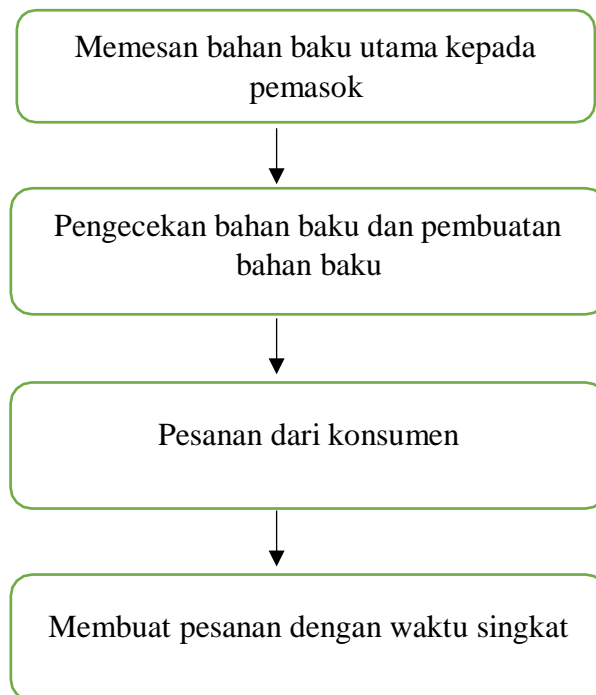 Memesan bahan baku utama kepada
pemasok
Pengecekan bahan baku dan pembuatan
bahan baku
Pesanan dari konsumen
Membuat pesanan dengan waktu singkat